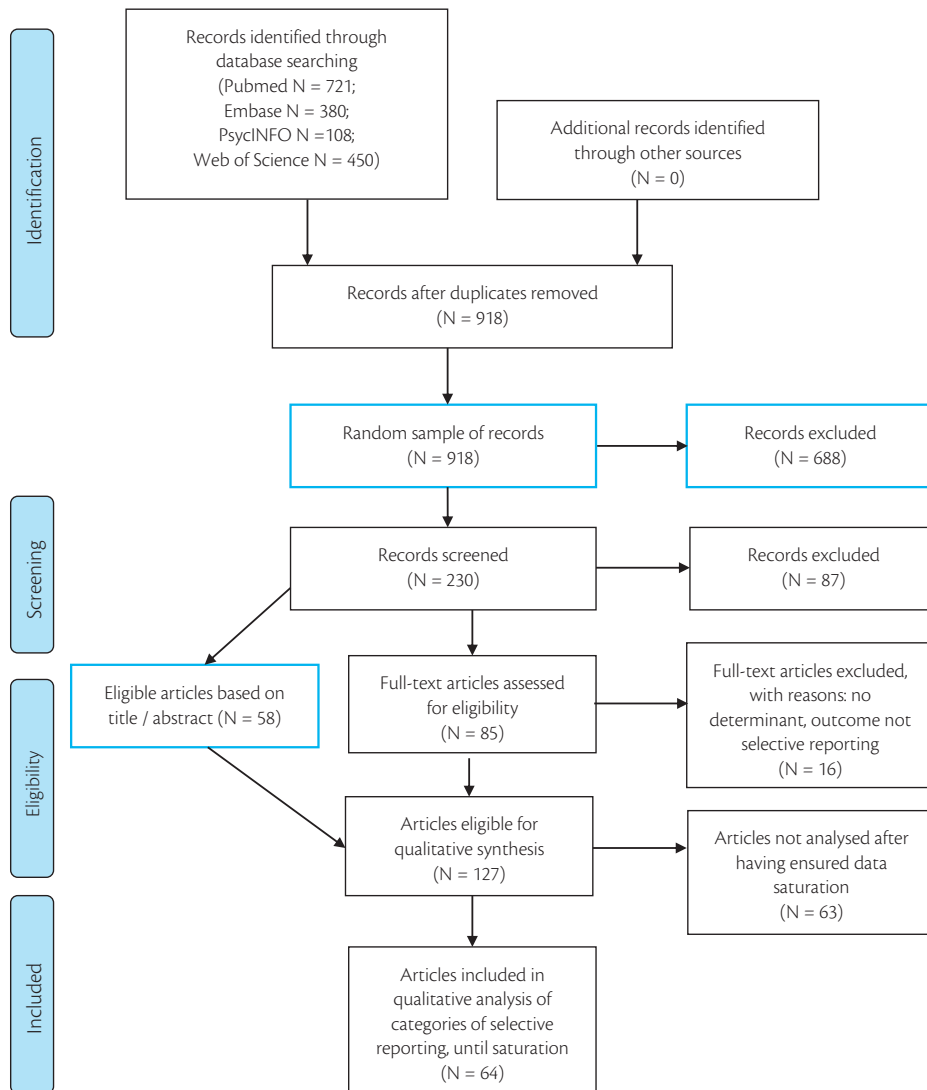 Identification
Records identified through
database searching
(Pubmed N = 721;
Embase N = 380;
PsycINFO N =108;
Web of Science N = 450)
Additional records identified
through other sources
(N = 0)
Records after duplicates removed
(N = 918)
Random sample of records
(N = 918)
Records excluded
(N = 688)
Screening
Records screened
(N = 230)
Records excluded
(N = 87)
Eligibility
Eligible articles based on
title / abstract (N = 58)
Full-text articles assessed
for eligibility
(N = 85)
Full-text articles excluded,
with reasons: no
determinant, outcome not
selective reporting
(N = 16)
Articles eligible for
qualitative synthesis
(N = 127)
Articles not analysed after
having ensured data
saturation
(N = 63)
Included
Articles included in
qualitative analysis of
categories of selective
reporting, until saturation
(N = 64)